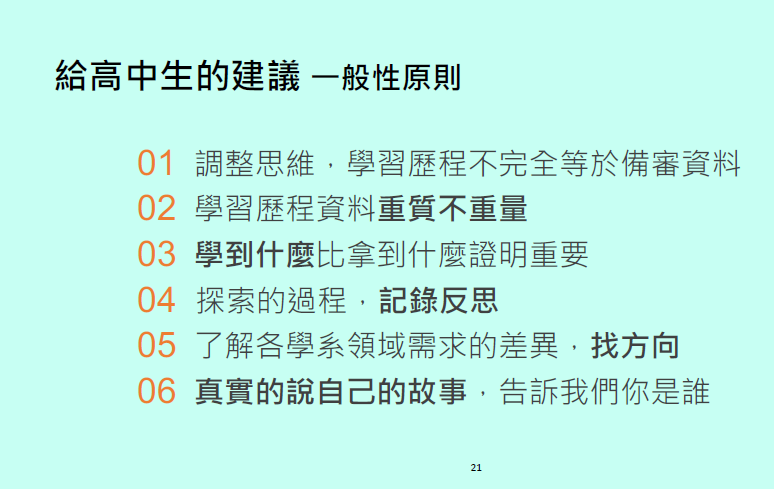 給高中生的建議 一般性原則
01 調整思維，學習歷程不完全等於備審資料
02 學習歷程資料重質不重量
03 學到什麼比拿到什麼證明重要
04 探索的過程，記錄反思
05 了解各學系領域需求的差異，找方向
06 真實的說自己的故事，告訴我們你是誰
21